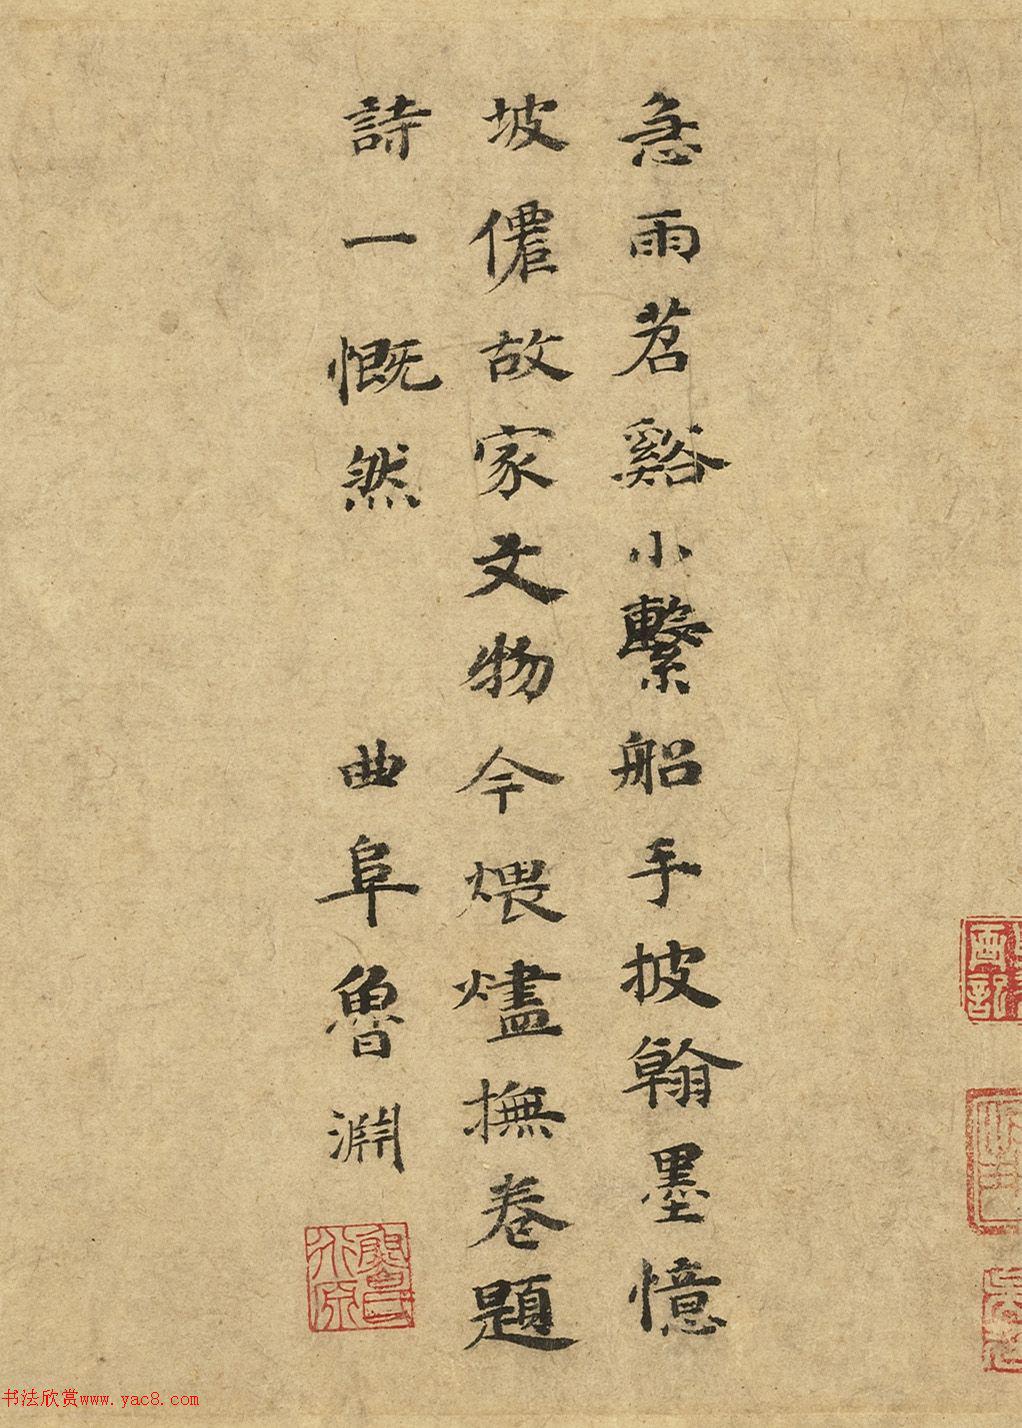 急雨苕谿小繫船手披翰墨憶
坡僊故家文物今煨燼撫卷題
詩一慨然 曲阜魯淵
書法欣赏www.yac8.com